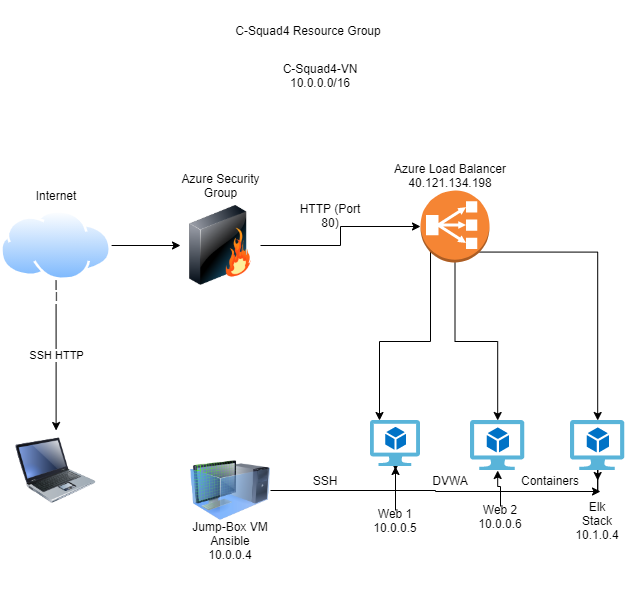 C-Squad4 Resource Group
C-Squad4-VN
10.0.0.0/16
Azure Load Balancer
40.121.134.198
Azure Security
Group
Internet
HTTP (Port
80)
SSH HTTP
SSH
DVWA
Containers
Web 1
10.0.0.5
Web 2
10.0.0.6
Elk
Stack
10.1.0.4
Jump-Box VM
Ansible
10.0.0.4